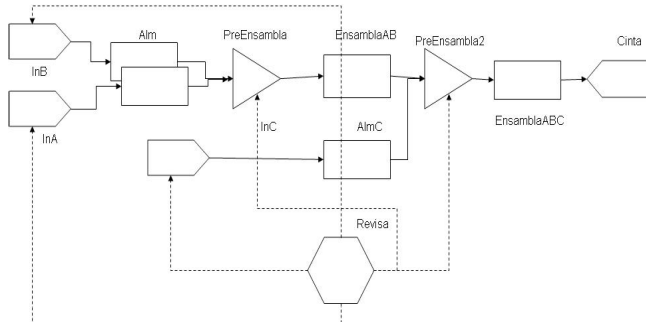 Alm
PreEnsambla
EnsamblaAB
PreEnsambla2
Cinta
InB
InA
InC
AlmC
EnsamblaABC
Revisa